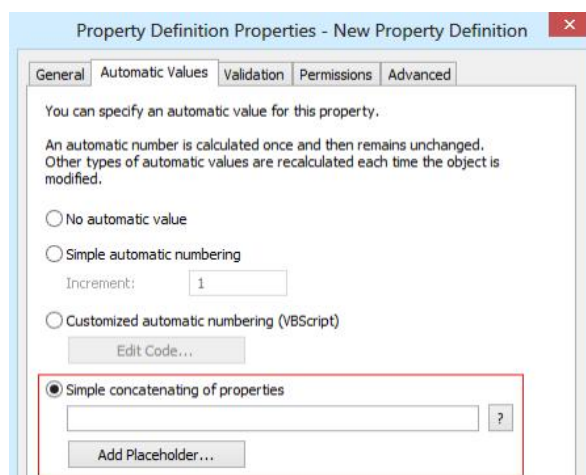 Property Definition Properties - New Property Definition
x
General Automatic Values Validation Permissions Advanced
You can specify an automatic value for this property.
An automatic number is calculated once and then remains unchanged.
Other types of automatic values are recalculated each time the object is
modified.
No automatic value
Simple automatic numbering
Increment: 1
Customized automatic numbering (VBScript)
Edit Code...
Simple concatenating of properties
?
Add Placeholder...